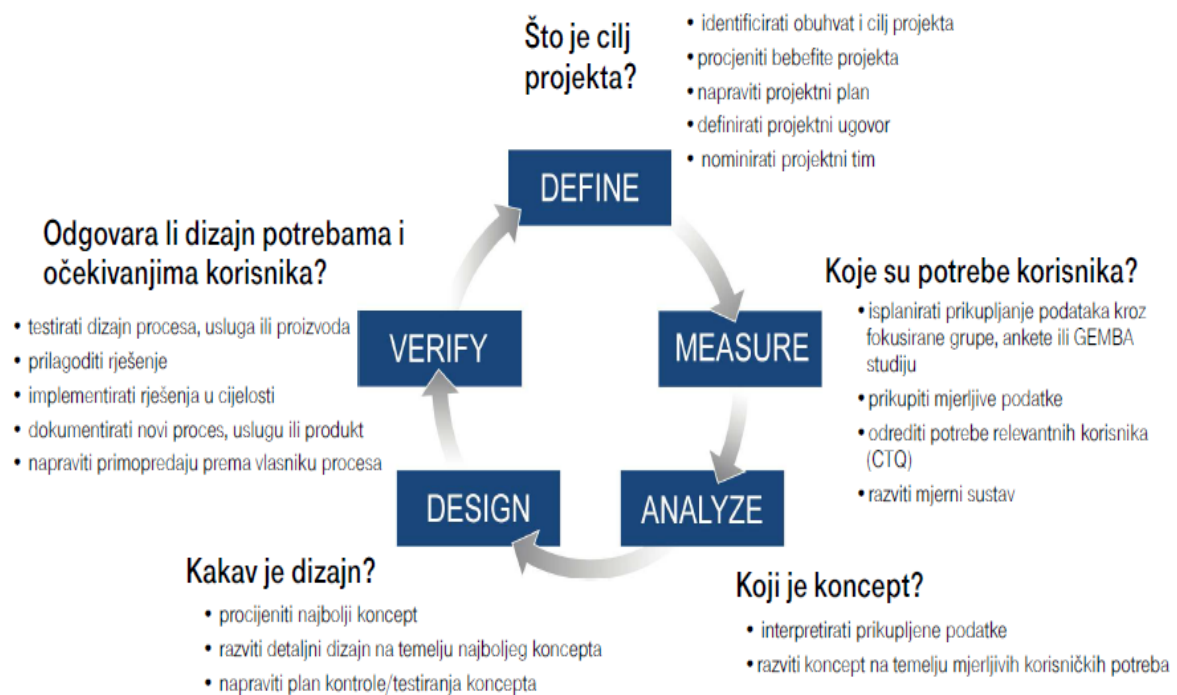 Što je cilj
projekta?
• identificirati obuhvat i cilj projekta
• procjeniti bebefite projekta
• napraviti projektni plan
• definirati projektni ugovor
• nominirati projektni tim
DEFINE
Koje su potrebe korisnika?
• isplanirati prikupljanje podataka kroz
fokusirane grupe, ankete ili GEMBA
studiju
• prikupiti mjerljive podatke
• odrediti potrebe relevantnih korisnika
(CTQ)
• razviti mjerni sustav
MEASURE
ANALYZE
Koji je koncept?
• interpretirati prikupljene podatke
• razviti koncept na temelju mjerljivih korisničkih potreba
DESIGN
Kakav je dizajn?
• procijeniti najbolji koncept
• razviti detaljni dizajn na temelju najboljeg koncepta
• napraviti plan kontrole/testiranja koncepta
VERIFY
Odgovara li dizajn potrebama i
očekivanjima korisnika?
• testirati dizajn procesa, usluga ili proizvoda
• prilagoditi rješenje
• implementirati rješenja u cijelosti
• dokumentirati novi proces, uslugu ili produkt
• napraviti primopredaju prema vlasniku procesa